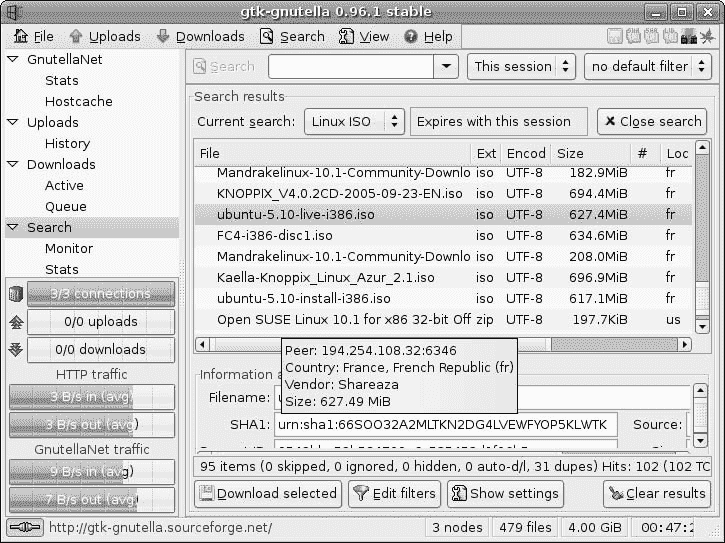 gtk-gnutella 0.96.1 stable
File Uploads Downloads Search View Help
GnutellaNet
Stats
Hostcache
Uploads
History
Downloads
Active
Queue
Search
Monitor
Stats
3/3 connections
0/0 uploads
0/0 downloads
HTTP traffic
3 B/s in (avg)
3 B/s out (avg)
GnutellaNet traffic
9 B/s in (avg)
7 B/s out (avg)
Search This session no default filter
Search results
Current search: Linux ISO Expires with this session Close search
File Ext Encod Size # Loc
Mandrakelinux-10.1-Community-Downlo iso UTF-8 182.9MiB fr
KNOPPIX_V4.0.2CD-2005-09-23-EN.iso iso UTF-8 694.4MiB fr
ubuntu-5.10-live-i386.iso iso UTF-8 627.4MiB fr
FC4-i386-disc1.iso iso UTF-8 634.6MiB fr
Mandrakelinux-10.1-Community-Downlo iso UTF-8 208.0MiB fr
Kaella-Knoppix_Linux_Azur_2.1.iso iso UTF-8 696.9MiB fr
ubuntu-5.10-install-i386.iso iso UTF-8 617.1MiB fr
Open SUSE Linux 10.1 for x86 32-bit Off zip UTF-8 197.7KiB us
Peer: 194.254.108.32:6346
Country: France, French Republic (fr)
Vendor: Shareaza
Size: 627.49 MiB
Information a
Filename:
SHA1: urn:sha1:66SOO32A2MLTKN2DG4LVEWFYOP5KLWTK Source:
95 items (0 skipped, 0 ignored, 0 hidden, 0 auto-d/l, 31 dupes) Hits: 102 (102 TC
Download selected Edit filters Show settings Clear results
http://gtk-gnutella.sourceforge.net/ 3 nodes 479 files 4.00 GiB 00:47:2